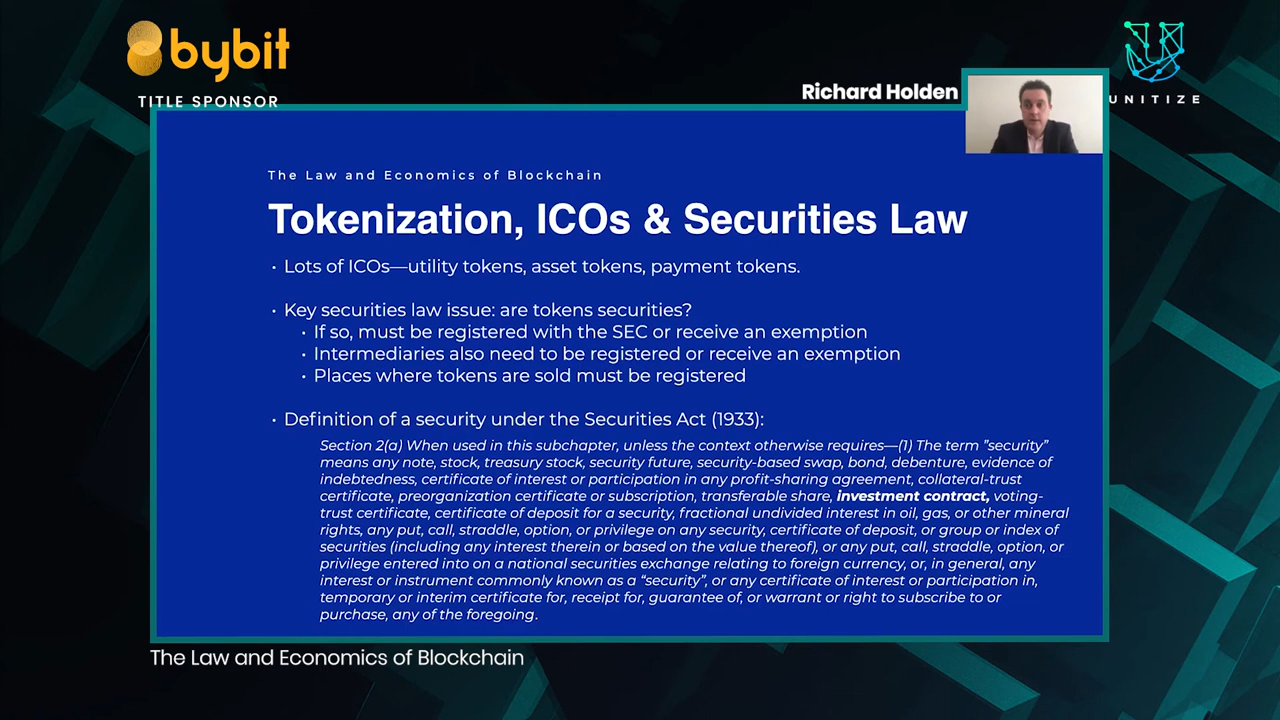 bybit
TITLE SPONSOR
Richard Holden
UNITIZE
The Law and Economics of Blockchain
Tokenization, ICOs & Securities Law
• Lots of ICOs—utility tokens, asset tokens, payment tokens.
• Key securities law issue: are tokens securities?
• If so, must be registered with the SEC or receive an exemption
• Intermediaries also need to be registered or receive an exemption
• Places where tokens are sold must be registered
• Definition of a security under the Securities Act (1933):
Section 2(a) When used in this subchapter, unless the context otherwise requires—(1) The term ”security”
means any note, stock, treasury stock, security future, security-based swap, bond, debenture, evidence of
indebtedness, certificate of interest or participation in any profit-sharing agreement, collateral-trust
certificate, preorganization certificate or subscription, transferable share, investment contract, voting-
trust certificate, certificate of deposit for a security, fractional undivided interest in oil, gas, or other mineral
rights, any put, call, straddle, option, or privilege on any security, certificate of deposit, or group or index of
securities (including any interest therein or based on the value thereof), or any put, call, straddle, option, or
privilege entered into on a national securities exchange relating to foreign currency, or, in general, any
interest or instrument commonly known as a “security”, or any certificate of interest or participation in,
temporary or interim certificate for, receipt for, guarantee of, or warrant or right to subscribe to or
purchase, any of the foregoing.
The Law and Economics of Blockchain